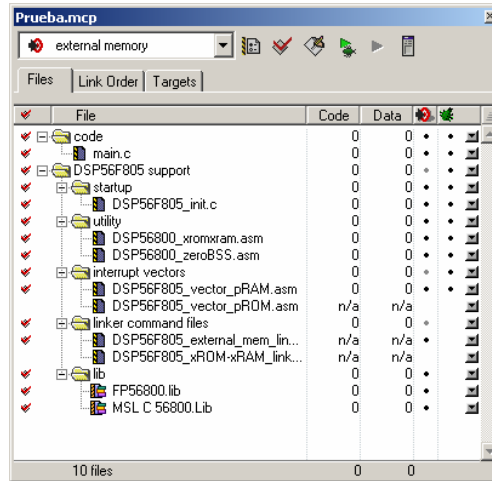 Prueba.mcp
external memory
Files Link Order Targets
File Code Data
code 0 0
main.c 0 0
DSP56F805 support 0 0
startup 0 0
DSP56F805_init.c 0 0
utility 0 0
DSP56800_xromxram.asm 0 0
DSP56800_zeroBSS.asm 0 0
interrupt vectors 0 0
DSP56F805_vector_pRAM.asm 0 0
DSP56F805_vector_pROM.asm n/a n/a
linker command files 0 0
DSP56F805_external_mem_lin... n/a n/a
DSP56F805_xROM-xRAM_link... n/a n/a
lib 0 0
FP56800.lib 0 0
MSL C 56800.Lib 0 0
10 files 0 0